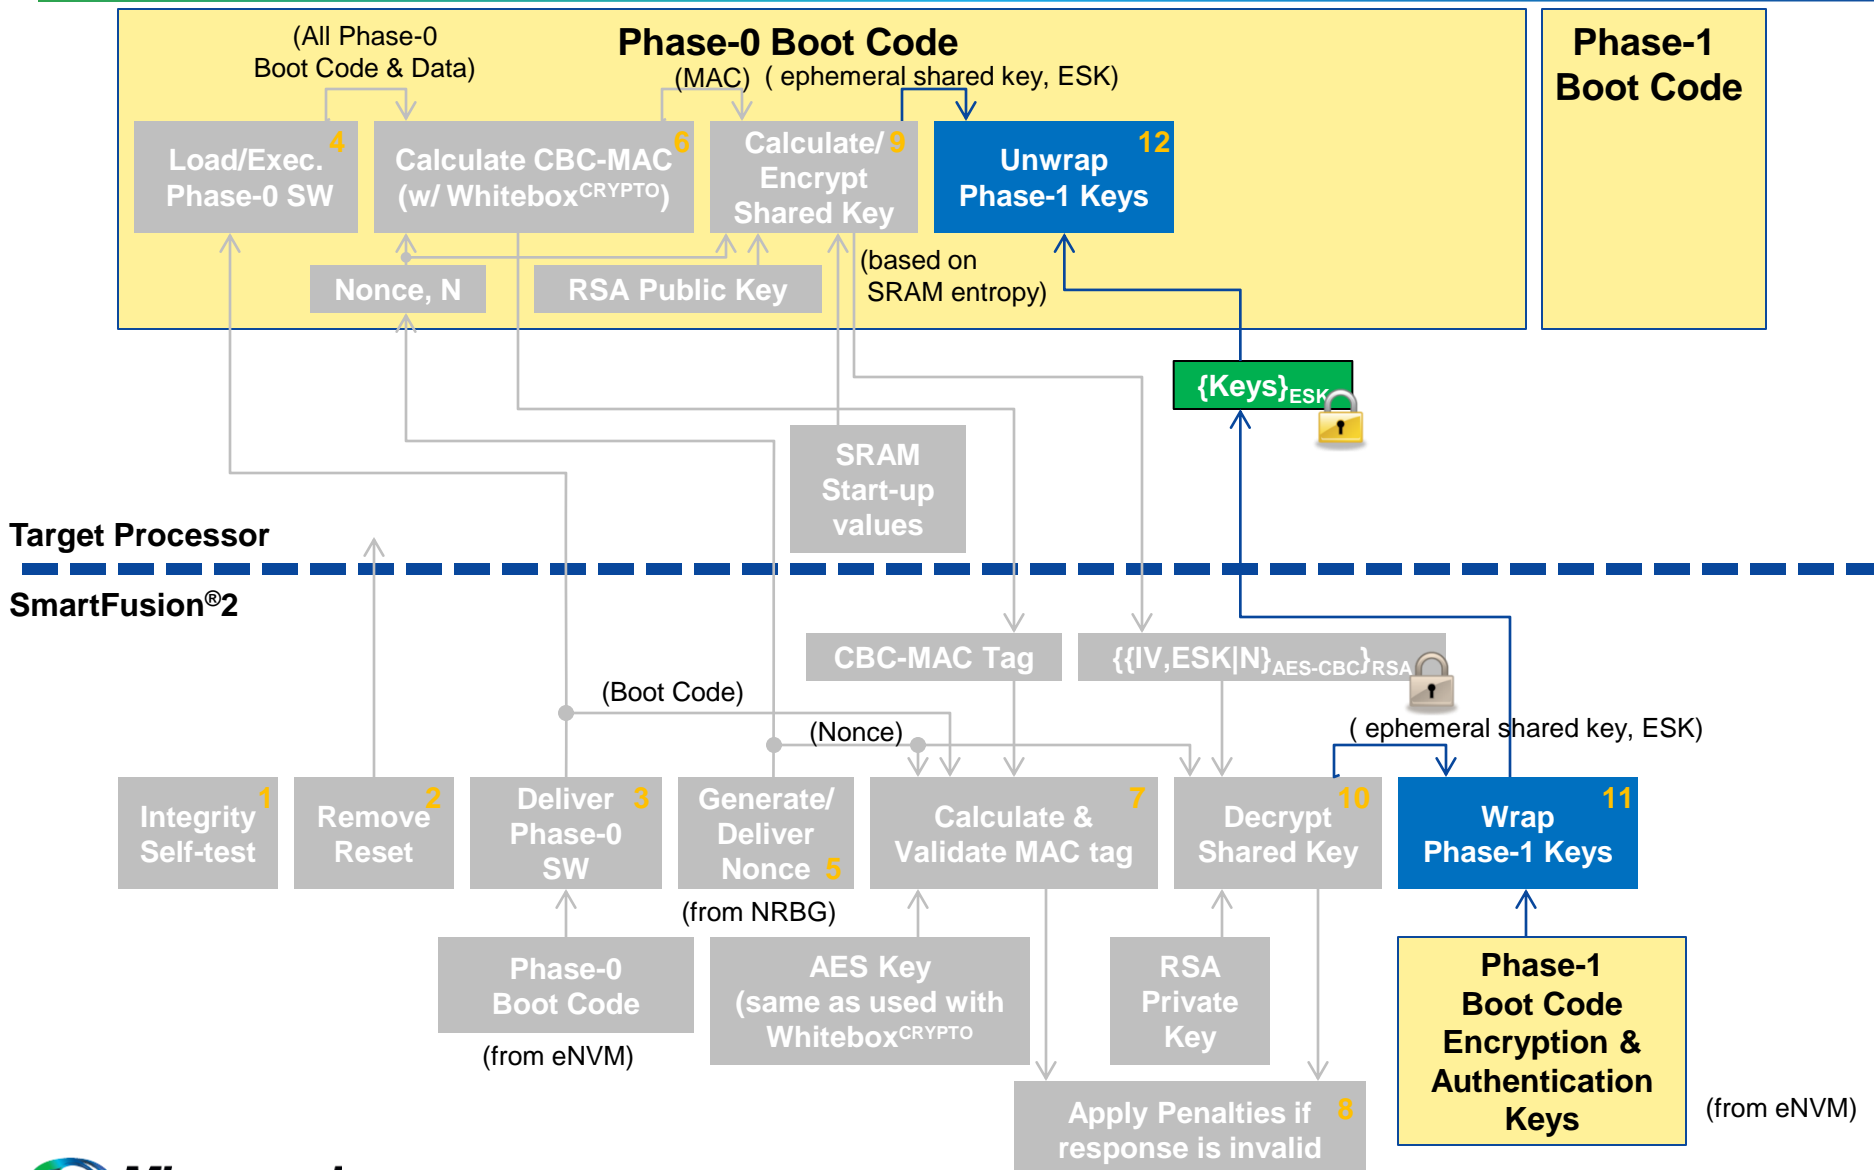 (All Phase-0
Boot Code & Data)
Phase-0 Boot Code
(MAC)
( ephemeral shared key, ESK)
Phase-1
Boot Code
4
Load/Exec.
Phase-0 SW
6
Calculate CBC-MAC
(w/ WhiteboxCRYPTO)
9
Calculate/
Encrypt
Shared Key
12
Unwrap
Phase-1 Keys
Nonce, N
RSA Public Key
(based on
SRAM entropy)
{Keys}ESK
SRAM
Start-up
values
Target Processor
SmartFusion®2
CBC-MAC Tag
{{IV,ESK|N}AES-CBC}RSA
(Boot Code)
(Nonce)
( ephemeral shared key, ESK)
1
Integrity
Self-test
2
Remove
Reset
3
Deliver
Phase-0
SW
Generate/
Deliver
Nonce 5
7
Calculate &
Validate MAC tag
10
Decrypt
Shared Key
11
Wrap
Phase-1 Keys
(from NRBG)
Phase-0
Boot Code
(from eNVM)
AES Key
(same as used with
WhiteboxCRYPTO
RSA
Private
Key
Phase-1
Boot Code
Encryption &
Authentication
Keys
(from eNVM)
8
Apply Penalties if
response is invalid